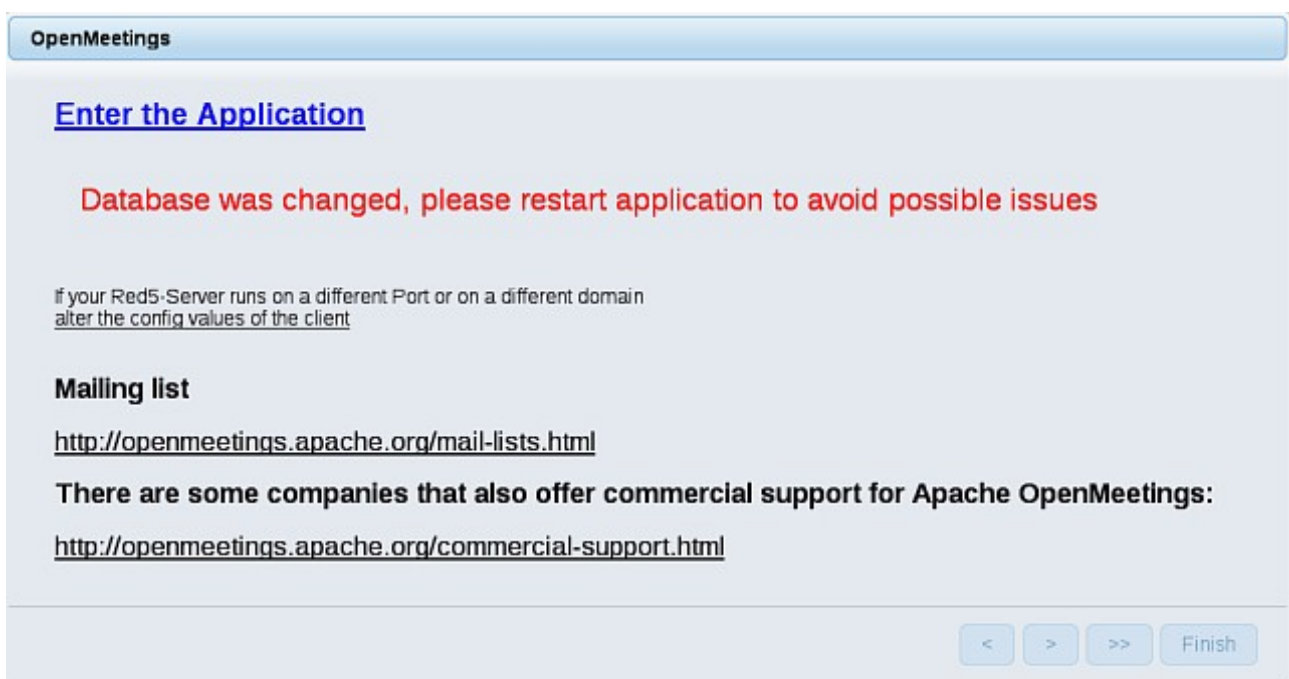 OpenMeetings
Enter the Application
Database was changed, please restart application to avoid possible issues
If your Red5-Server runs on a different Port or on a different domain
alter the config values of the client
Mailing list
http://openmeetings.apache.org/mail-lists.html
There are some companies that also offer commercial support for Apache OpenMeetings:
http://openmeetings.apache.org/commercial-support.html
< > >> Finish